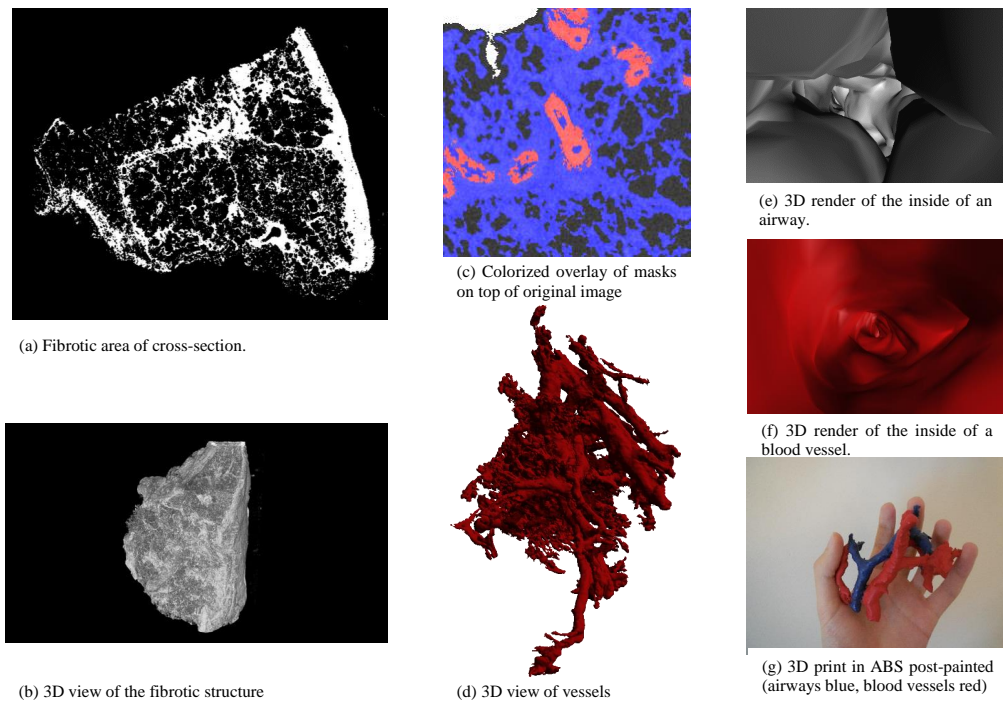 (a) Fibrotic area of cross-section.
(b) 3D view of the fibrotic structure
(c) Colorized overlay of masks
on top of original image
(d) 3D view of vessels
(e) 3D render of the inside of an
airway.
(f) 3D render of the inside of a
blood vessel.
(g) 3D print in ABS post-painted
(airways blue, blood vessels red)